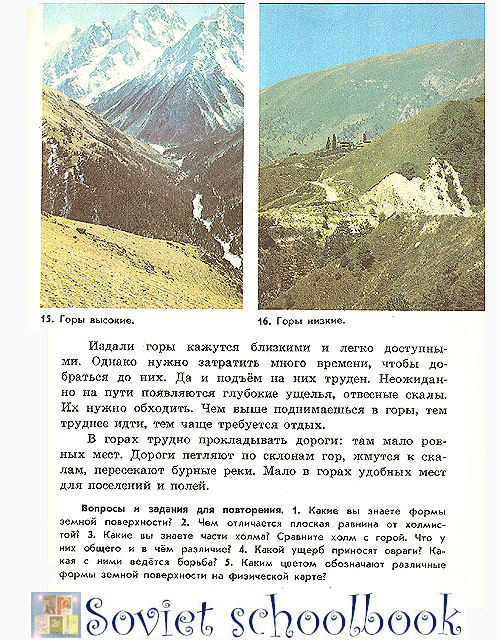 15. Горы высокие.
16. Горы низкие.
Издали горы кажутся близкими и легко доступны-
ми. Однако нужно затратить много времени, чтобы до-
браться до них. Да и подъём на них труден. Неожидан-
но на пути появляются глубокие ущелья, отвесные скалы.
Их нужно обходить. Чем выше поднимаешься в горы, тем
труднее идти, тем чаще требуется отдых.
В горах трудно прокладывать дороги: там мало ров-
ных мест. Дороги петляют по склонам гор, жмутся к ска-
лам, пересекают бурные реки. Мало в горах удобных мест
для поселений и полей.
Вопросы и задания для повторения. 1. Какие вы знаете формы
земной поверхности? 2. Чем отличается плоская равнина от холмис-
той? 3. Какие вы знаете части холма? Сравните холм с горой. Что у
них общего и в чём различие? 4. Какой ущерб приносят овраги? Ка-
кая с ними ведётся борьба? 5. Каким цветом обозначают различные
формы земной поверхности на физической карте?
Soviet schoolbook